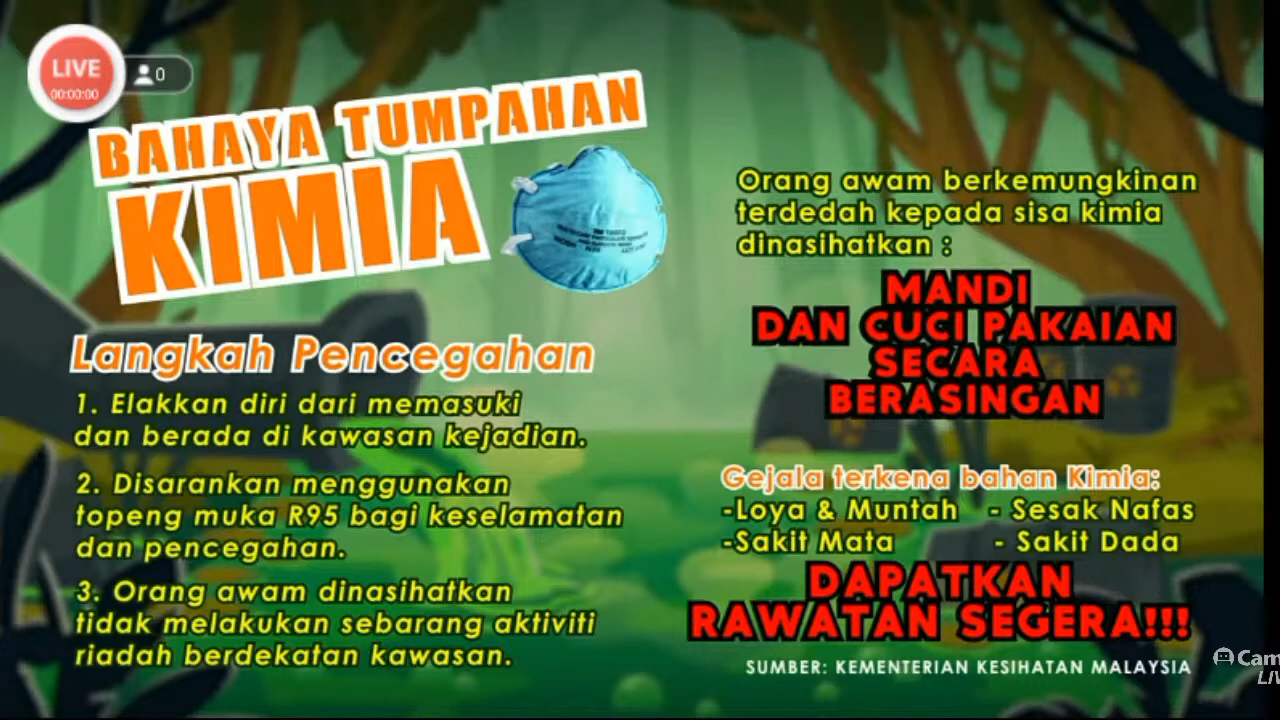 LIVE
00:00:00
0
BAHAYA TUMPAHAN
KIMIA
Langkah Pencegahan
1. Elakkan diri dari memasuki
dan berada di kawasan kejadian.
2. Disarankan menggunakan
topeng muka R95 bagi keselamatan
dan pencegahan.
3. Orang awam dinasihatkan
tidak melakukan sebarang aktiviti
riadah berdekatan kawasan.
Orang awam berkemungkinan
terdedah kepada sisa kimia
dinasihatkan :
MANDI
DAN CUCI PAKAIAN
SECARA
BERASINGAN
Gejala terkena bahan Kimia:
-Loya & Muntah - Sesak Nafas
-Sakit Mata - Sakit Dada
DAPATKAN
RAWATAN SEGERA!!!
SUMBER: KEMENTERIAN KESIHATAN MALAYSIA